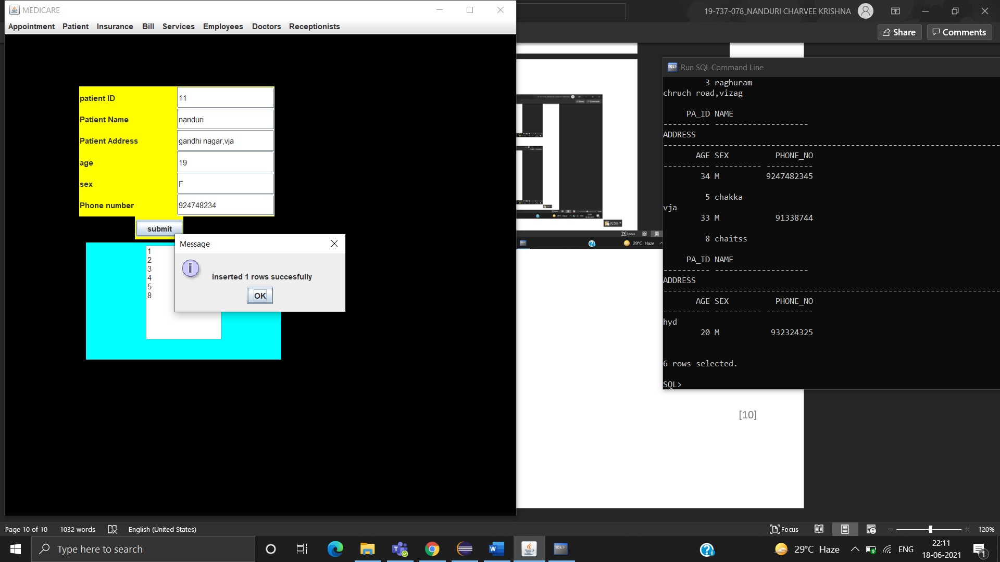 MEDICARE
Appointment Patient Insurance Bill Services Employees Doctors Receptionists
patient ID 11
Patient Name nanduri
Patient Address gandhi nagar,vja
age 19
sex F
Phone number 924748234
submit
1
2
3
4
5
8
Message
inserted 1 rows succesfully
OK
19-737-078_NANDURI CHARVEE KRISHNA
Share Comments
(Ctrl)
Focus
29°C Haze
Run SQL Command Line
3 raghuram
chruch road,vizag
PA_ID NAME
---------- --------------------
ADDRESS
--------------------------------------------------------------------------------
AGE SEX PHONE_NO
---------- ---------- ----------
34 M 9247482345
5 chakka
vja
33 M 91338744
8 chaitss
PA_ID NAME
---------- --------------------
ADDRESS
--------------------------------------------------------------------------------
AGE SEX PHONE_NO
---------- ---------- ----------
hyd
20 M 932324325
6 rows selected.
SQL>
[10]
Page 10 of 10 1032 words English (United States) Focus 120%
Type here to search
29°C Haze ENG 22:11
18-06-2021
1